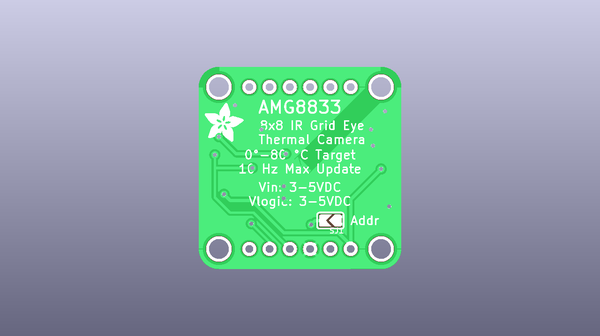 AMG8833
8x8 IR Grid Eye
Thermal Camera
0°-80 °C Target
10 Hz Max Update
Vin: 3-5VDC
Vlogic: 3-5VDC
Addr
SJ1